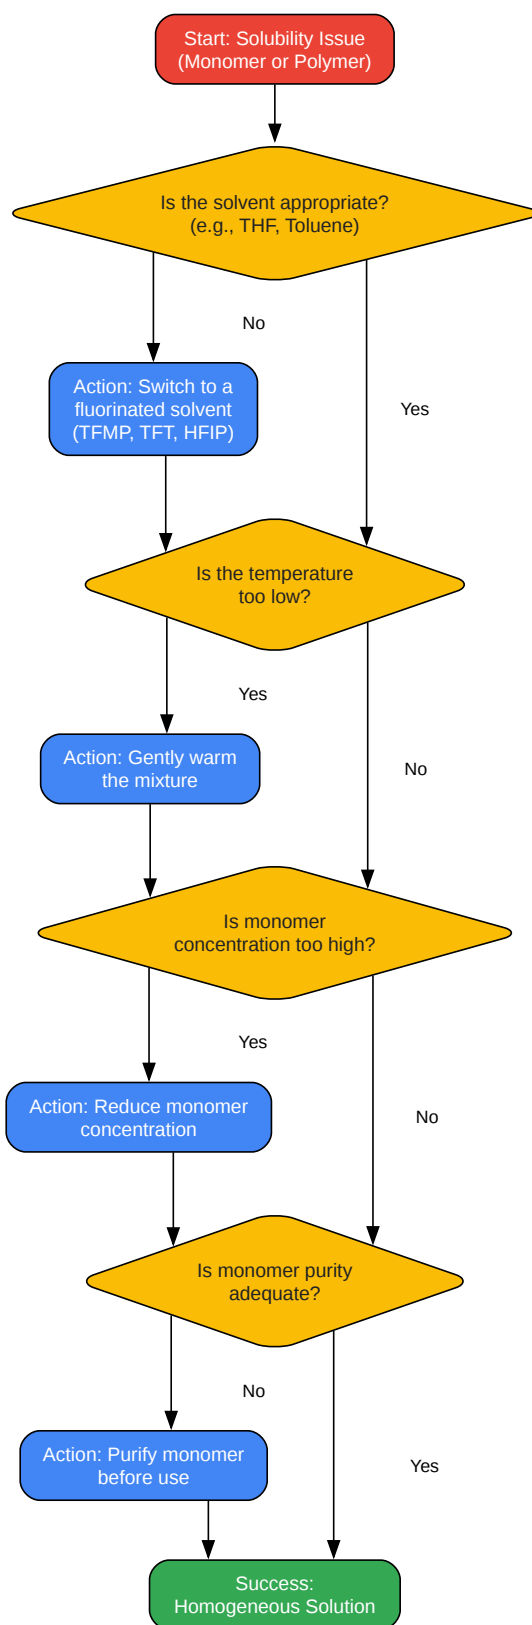 Start: Solubility Issue
(Monomer or Polymer)
Is the solvent appropriate?
(e.g., THF, Toluene)
No
Action: Switch to a
fluorinated solvent
(TFMP, TFT, HFIP)
Yes
Is the temperature
too low?
Yes
Action: Gently warm
the mixture
No
Is monomer
concentration too high?
Yes
Action: Reduce monomer
concentration
No
Is monomer purity
adequate?
No
Action: Purify monomer
before use
Yes
Success:
Homogeneous Solution